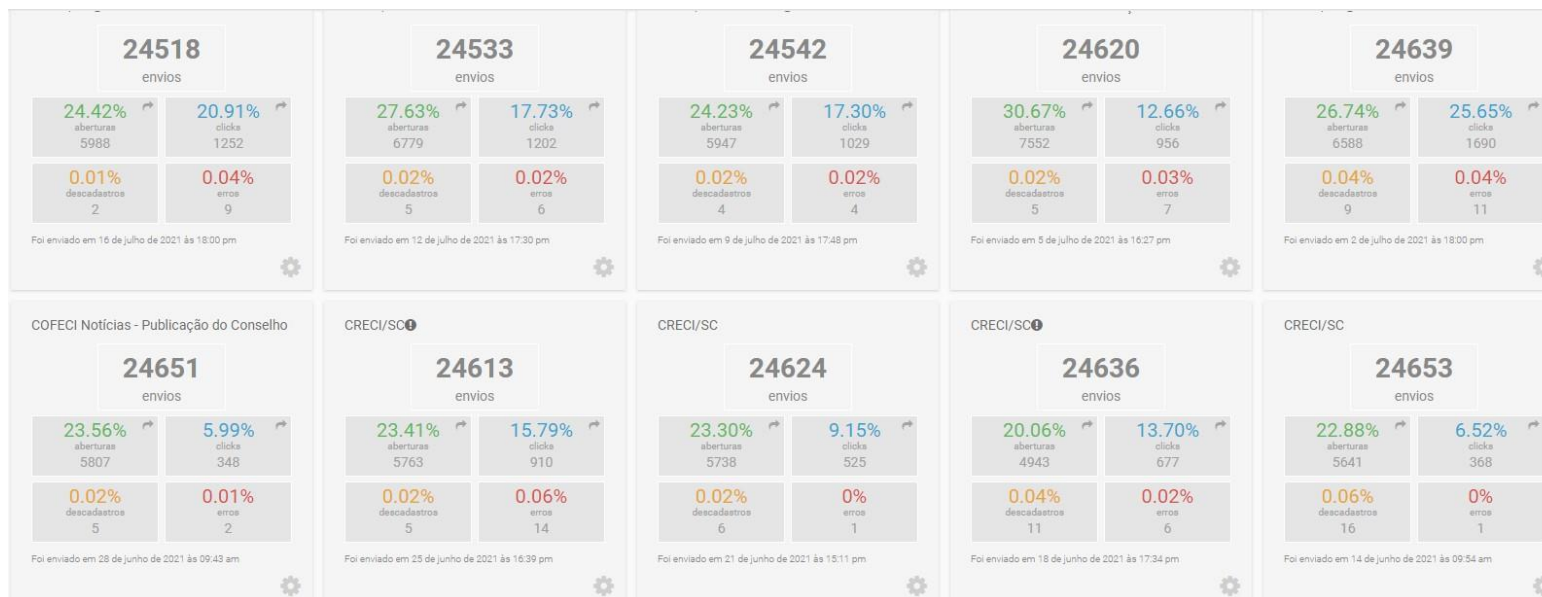 24518
envios
24.42%
aberturas
5988
20.91%
clicks
1252
0.01%
descadastros
2
0.04%
erros
9
Foi enviado em 16 de julho de 2021 às 18:00 pm
24533
envios
27.63%
aberturas
6779
17.73%
clicks
1202
0.02%
descadastros
5
0.02%
erros
6
Foi enviado em 12 de julho de 2021 às 17:30 pm
24542
envios
24.23%
aberturas
5947
17.30%
clicks
1029
0.02%
descadastros
4
0.02%
erros
4
Foi enviado em 9 de julho de 2021 às 17:48 pm
24620
envios
30.67%
aberturas
7552
12.66%
clicks
956
0.02%
descadastros
5
0.03%
erros
7
Foi enviado em 5 de julho de 2021 às 16:27 pm
24639
envios
26.74%
aberturas
6588
25.65%
clicks
1690
0.04%
descadastros
9
0.04%
erros
11
Foi enviado em 2 de julho de 2021 às 18:00 pm
COFECI Notícias - Publicação do Conselho
24651
envios
23.56%
aberturas
5807
5.99%
clicks
348
0.02%
descadastros
5
0.01%
erros
2
Foi enviado em 28 de junho de 2021 às 09:43 am
CRECI/SC
24613
envios
23.41%
aberturas
5763
15.79%
clicks
910
0.02%
descadastros
5
0.06%
erros
14
Foi enviado em 25 de junho de 2021 às 16:39 pm
CRECI/SC
24624
envios
23.30%
aberturas
5738
9.15%
clicks
525
0.02%
descadastros
6
0%
erros
1
Foi enviado em 21 de junho de 2021 às 15:11 pm
CRECI/SC
24636
envios
20.06%
aberturas
4943
13.70%
clicks
677
0.04%
descadastros
11
0.02%
erros
6
Foi enviado em 18 de junho de 2021 às 17:34 pm
CRECI/SC
24653
envios
22.88%
aberturas
5641
6.52%
clicks
368
0.06%
descadastros
16
0%
erros
1
Foi enviado em 14 de junho de 2021 às 09:54 am